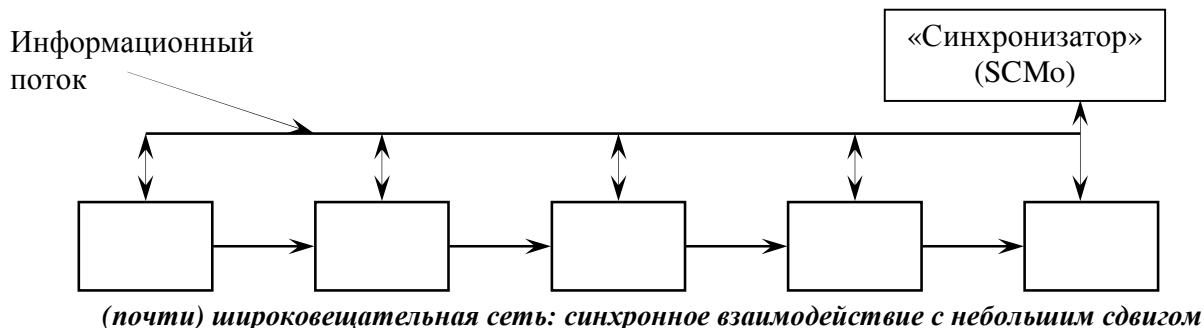 Информационный
поток
«Синхронизатор»
(SCMo)
(почти) широковещательная сеть: синхронное взаимодействие с небольшим сдвигом